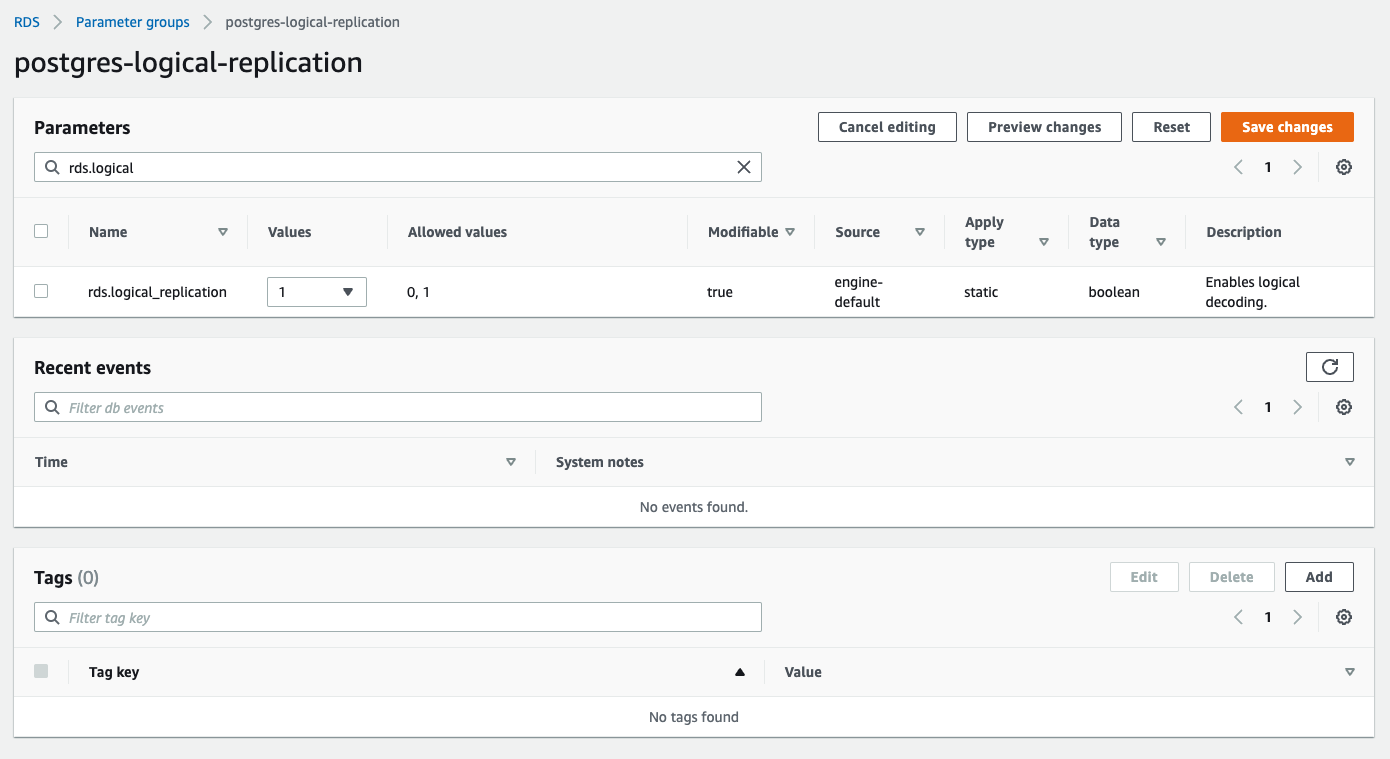 RDS > Parameter groups > postgres-logical-replication
postgres-logical-replication
Parameters
Cancel editing
Preview changes
Reset
Save changes
rds.logical
1
Name
Values
Allowed values
Modifiable
Source
Apply
type
Data
type
Description
rds.logical_replication
1
0, 1
true
engine-
default
static
boolean
Enables logical
decoding.
Recent events
Filter db events
1
Time
System notes
No events found.
Tags (0)
Edit
Delete
Add
Filter tag key
1
Tag key
Value
No tags found